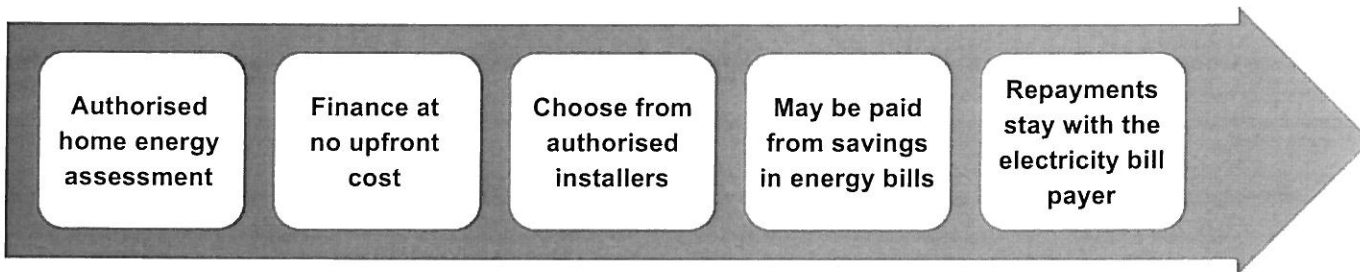 Authorised
home energy
assessment
Finance at
no upfront
cost
Choose from
authorised
installers
May be paid
from savings
in energy bills
Repayments
stay with the
electricity bill
payer